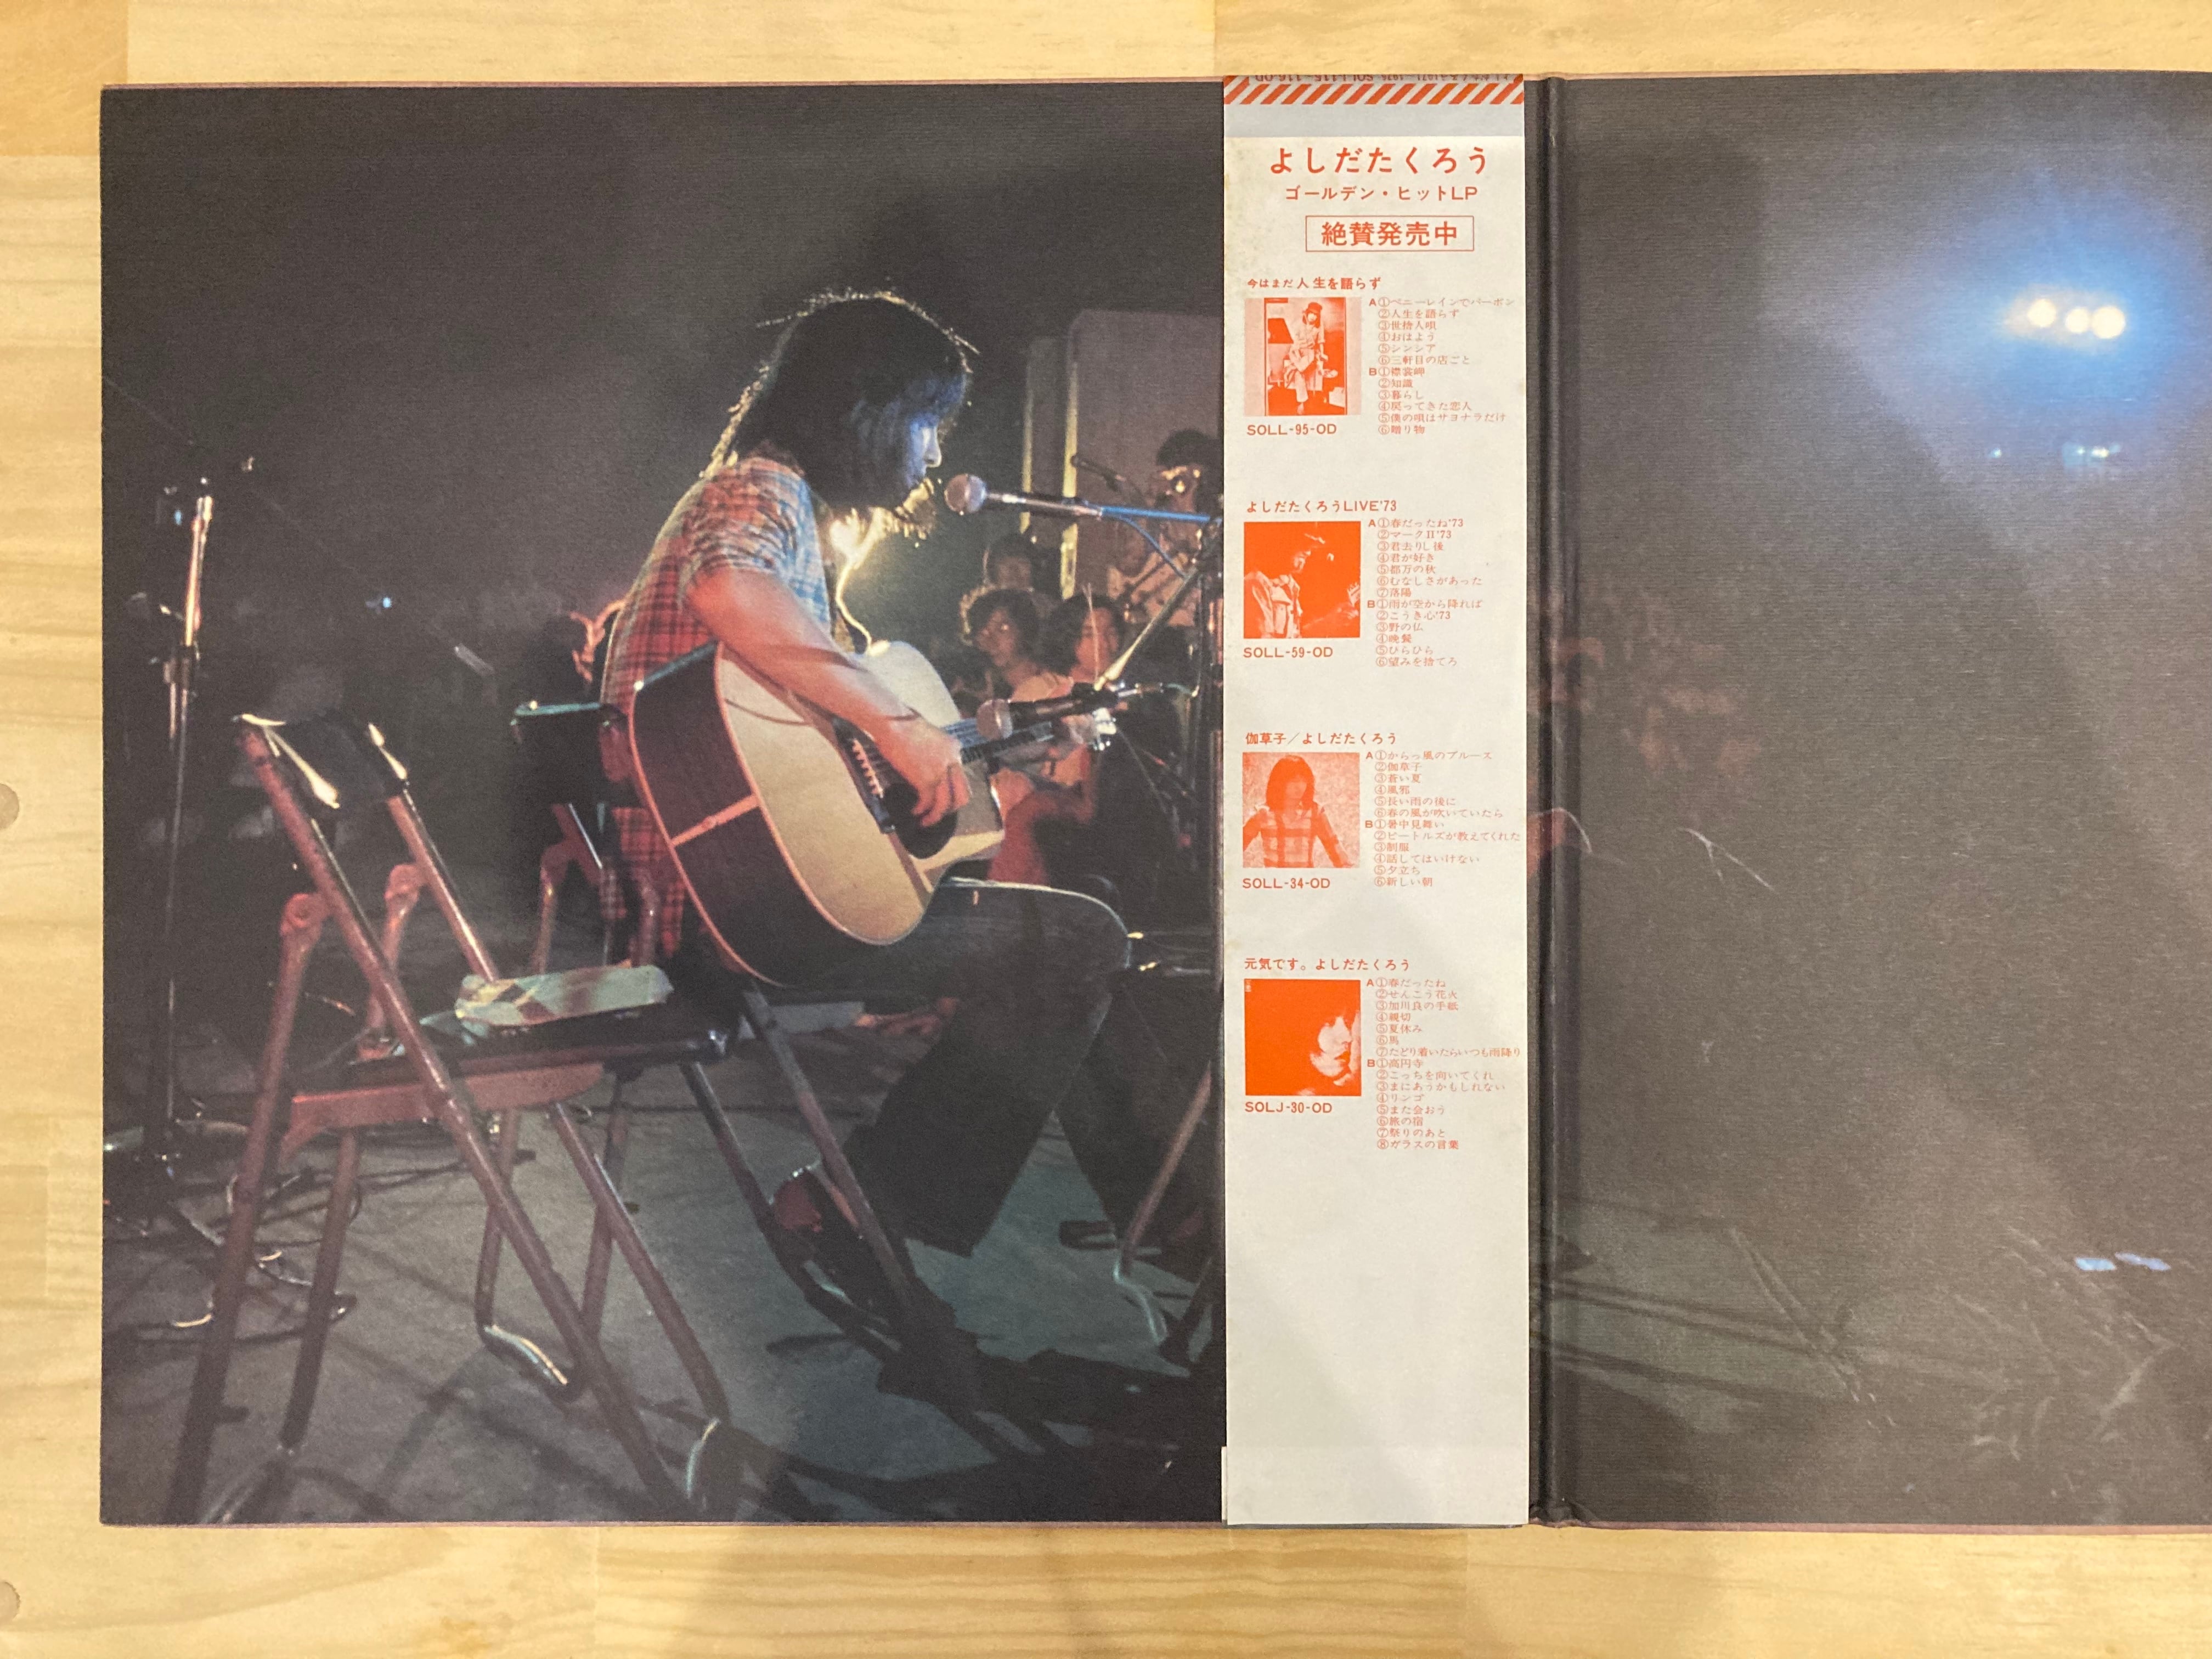 よしだたくろう
ゴールデン・ヒットLP
絶賛発売中
今はまだ人生を語らず
A①ペニーレインでバーボン
②人生を語らず
③世捨人唄
④おはよう
⑤シンシア
⑥三軒目の店ごと
B①襟裳岬
②知識
③暮らし
④戻ってきた恋人
⑤僕の唄はサヨナラだけ
⑥贈り物
SOLL-95-OD
よしだたくろうLIVE'73
A①春だったね'73
②マークII'73
③君去りし後
④君が好き
⑤都万の秋
⑥むなしさがあった
⑦落陽
B①雨が空から降れば
②こうき心'73
③野の仏
④晩餐
⑤ひらひら
⑥望みを捨てろ
SOLL-59-OD
伽草子／よしだたくろう
A①からっ風のブルース
②伽草子
③蒼い夏
④風邪
⑤長い雨の後に
⑥春の風が吹いていたら
B①暑中見舞い
②ビートルズが教えてくれた
③制服
④話してはいけない
⑤夕立ち
⑥新しい朝
SOLL-34-OD
元気です。よしだたくろう
A①春だったね
②せんこう花火
③加川良の手紙
④親切
⑤夏休み
⑥馬
⑦たどり着いたらいつも雨降り
B①高円寺
②こっちを向いてくれ
③まにあうかもしれない
④リンゴ
⑤また会おう
⑥旅の宿
⑦祭りのあと
⑧ガラスの言葉
SOLJ-30-OD